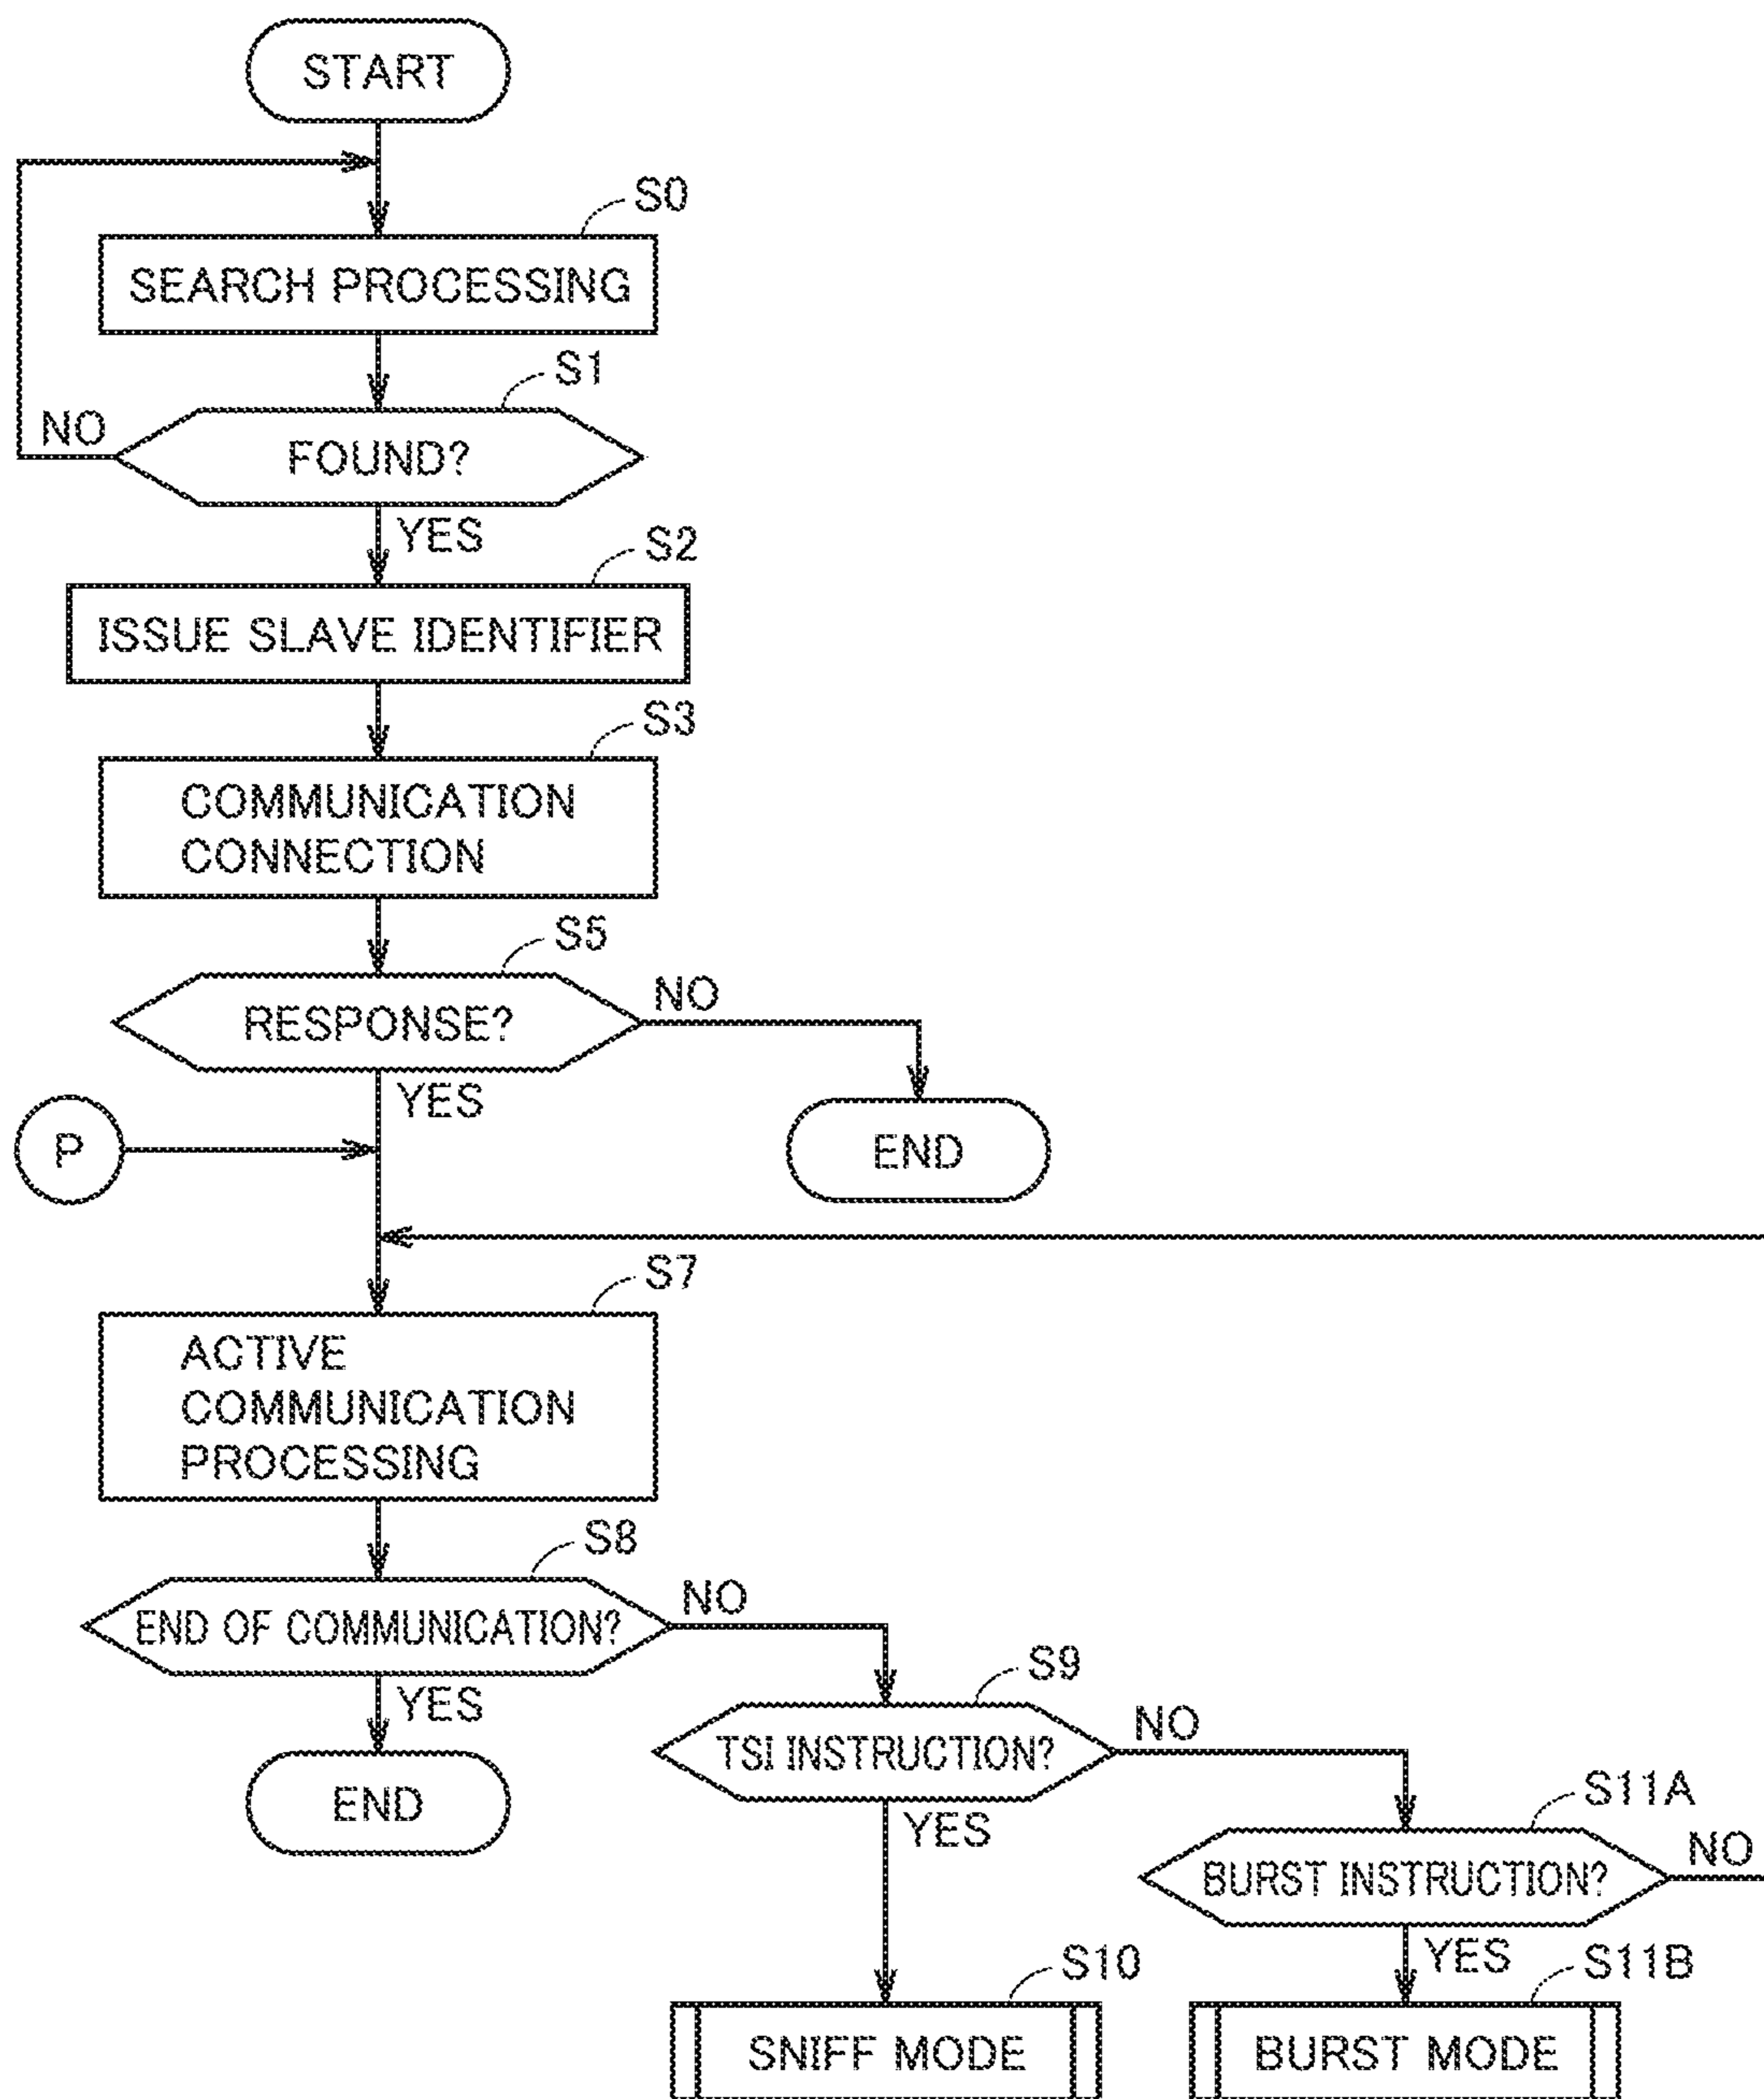 START
S0
SEARCH PROCESSING
S1
NO
FOUND?
YES
S2
ISSUE SLAVE IDENTIFIER
S3
COMMUNICATION
CONNECTION
S5
NO
RESPONSE?
YES
P
END
S7
ACTIVE
COMMUNICATION
PROCESSING
S8
NO
END OF COMMUNICATION?
S9
YES
NO
TSI INSTRUCTION?
END
S11A
YES
NO
BURST INSTRUCTION?
S10
YES
S11B
SNIFF MODE
BURST MODE